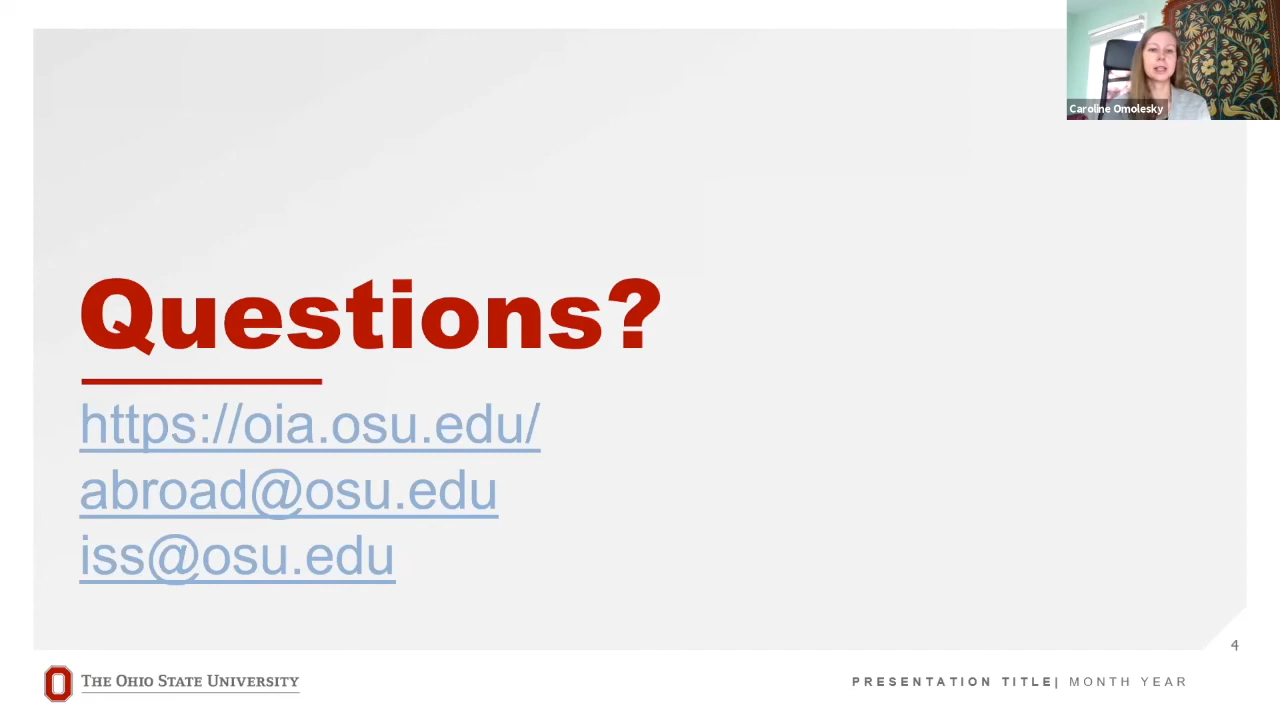 Caroline Omolesky
Questions?
https://oia.osu.edu/
abroad@osu.edu
iss@osu.edu
4
THE OHIO STATE UNIVERSITY
PRESENTATION TITLE| MONTH YEAR